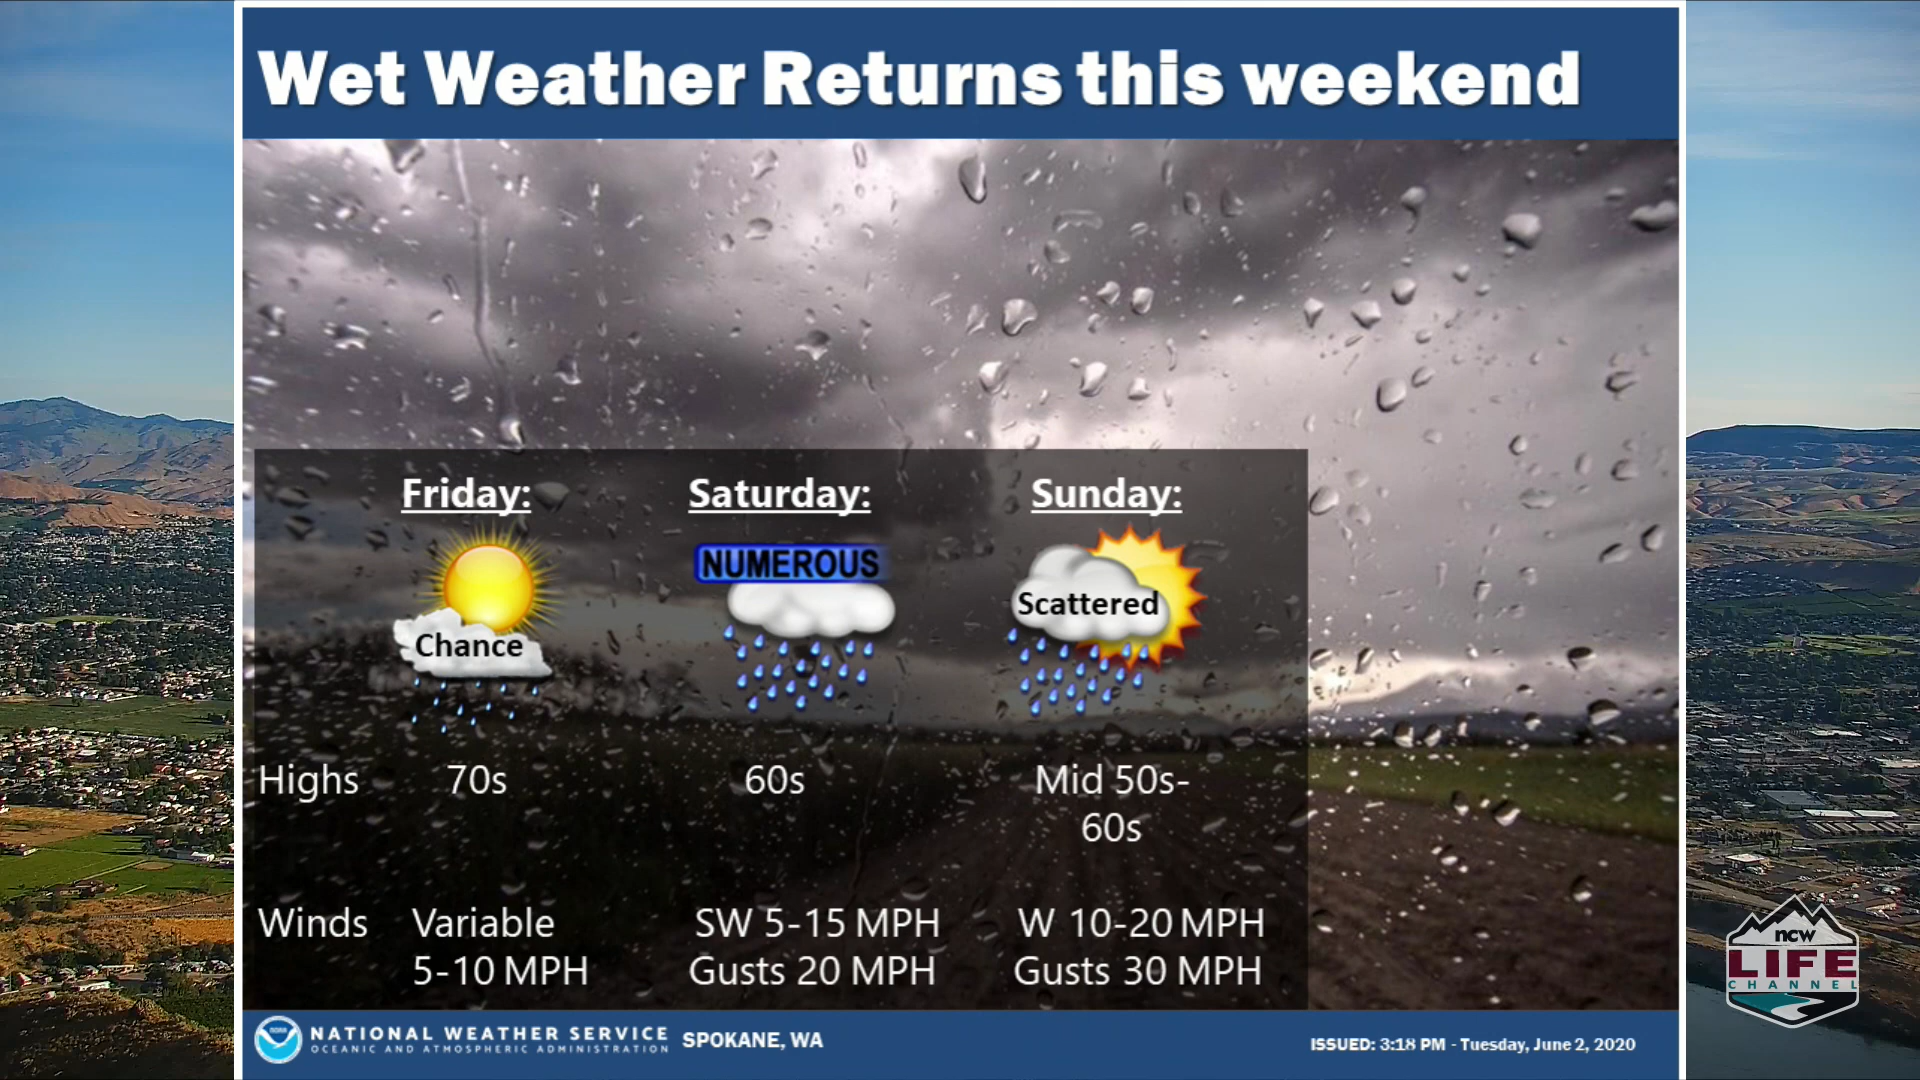 Wet Weather Returns this weekend
Friday: Saturday: Sunday:
NUMEROUS
Scattered
Chance
Highs 70s 60s Mid 50s-
60s
Winds Variable SW 5-15 MPH W 10-20 MPH
5-10 MPH Gusts 20 MPH Gusts 30 MPH
ncw
LIFE
CHANNEL
NOAA
NATIONAL WEATHER SERVICE SPOKANE, WA
OCEANIC AND ATMOSPHERIC ADMINISTRATION
ISSUED: 3:18 PM - Tuesday, June 2, 2020